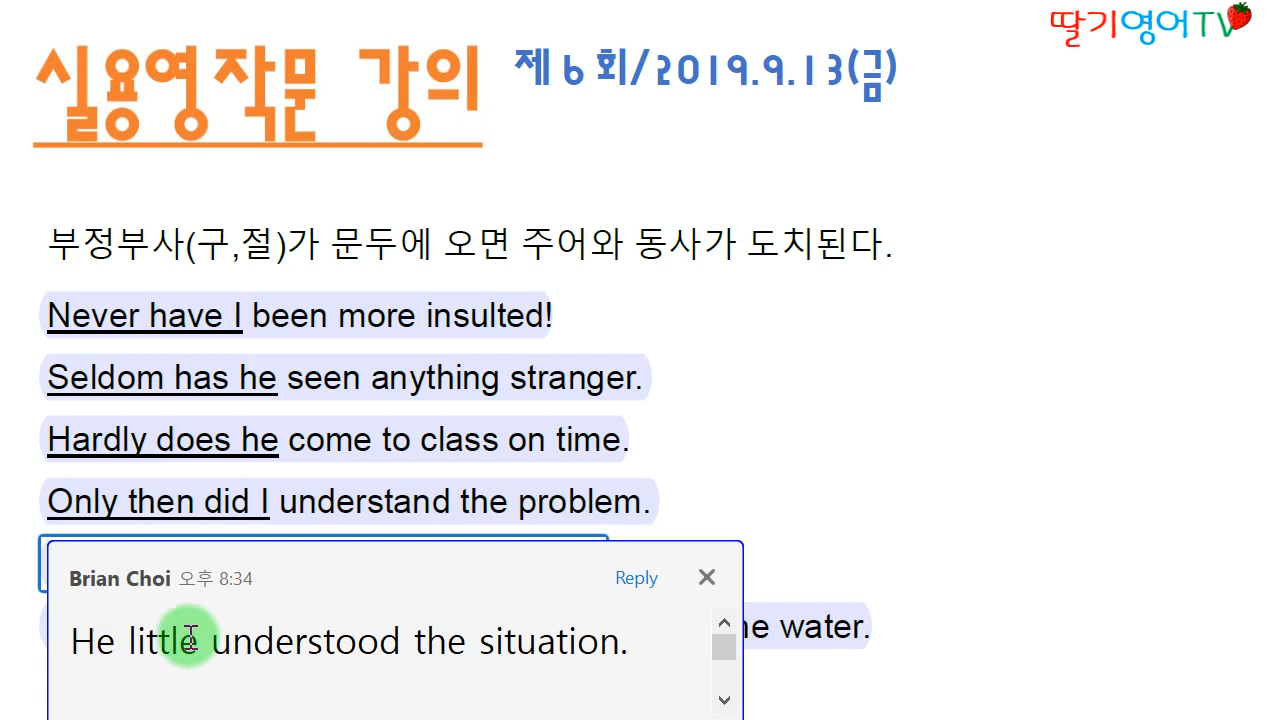 딸기영어TV
실용영작문 강의 제 6 회/2019.9.13(금)
부정부사(구,절)가 문두에 오면 주어와 동사가 도치된다.
Never have I been more insulted!
Seldom has he seen anything stranger.
Hardly does he come to class on time.
Only then did I understand the problem.
Brian Choi 오후 8:34 Reply
He little understood the situation.
water.